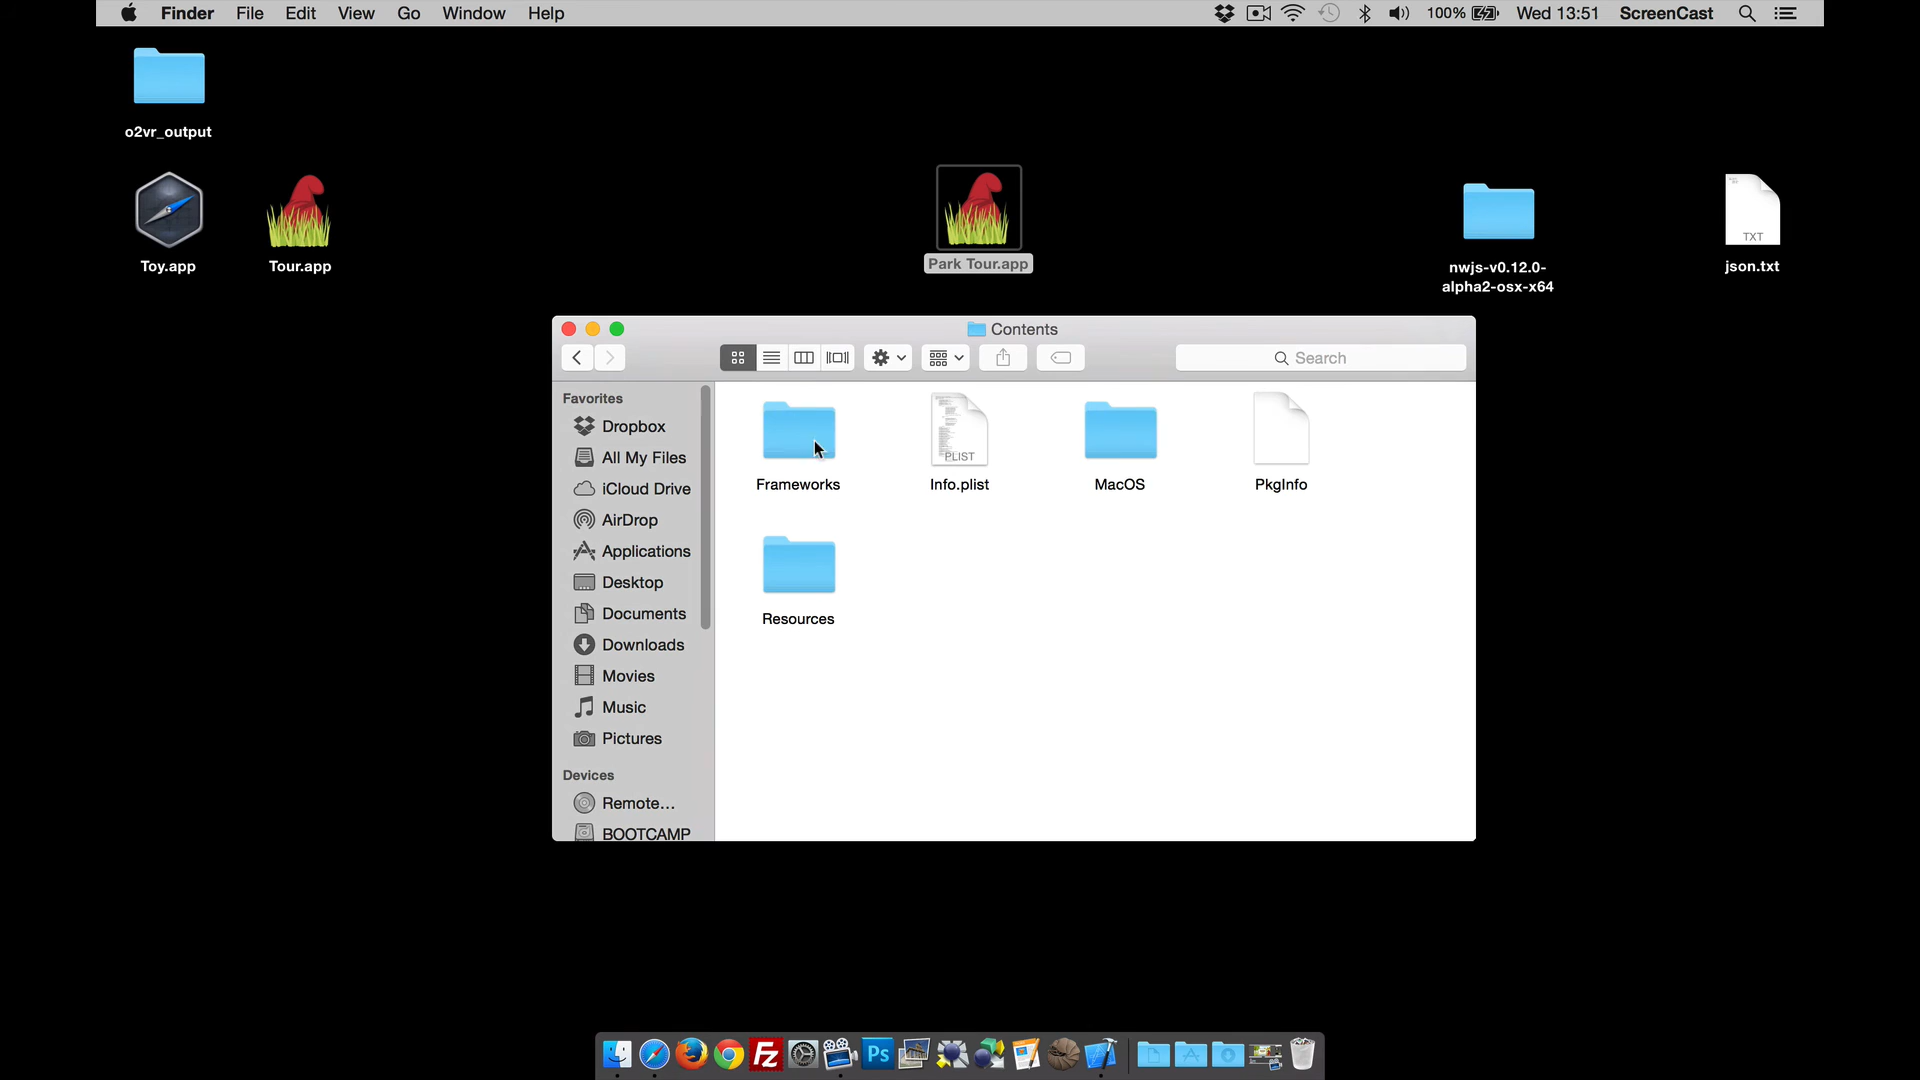 Finder File Edit View Go Window Help 100% Wed 13:51 ScreenCast
o2vr_output
Toy.app
Tour.app
Park Tour.app
nwjs-v0.12.0-
alpha2-osx-x64
TXT
json.txt
Contents
Search
Favorites
Dropbox
All My Files
iCloud Drive
AirDrop
Applications
Desktop
Documents
Downloads
Movies
Music
Pictures
Devices
Remote...
BOOTCAMP
Frameworks
PLIST
Info.plist
MacOS
PkgInfo
Resources
FZ
Ps